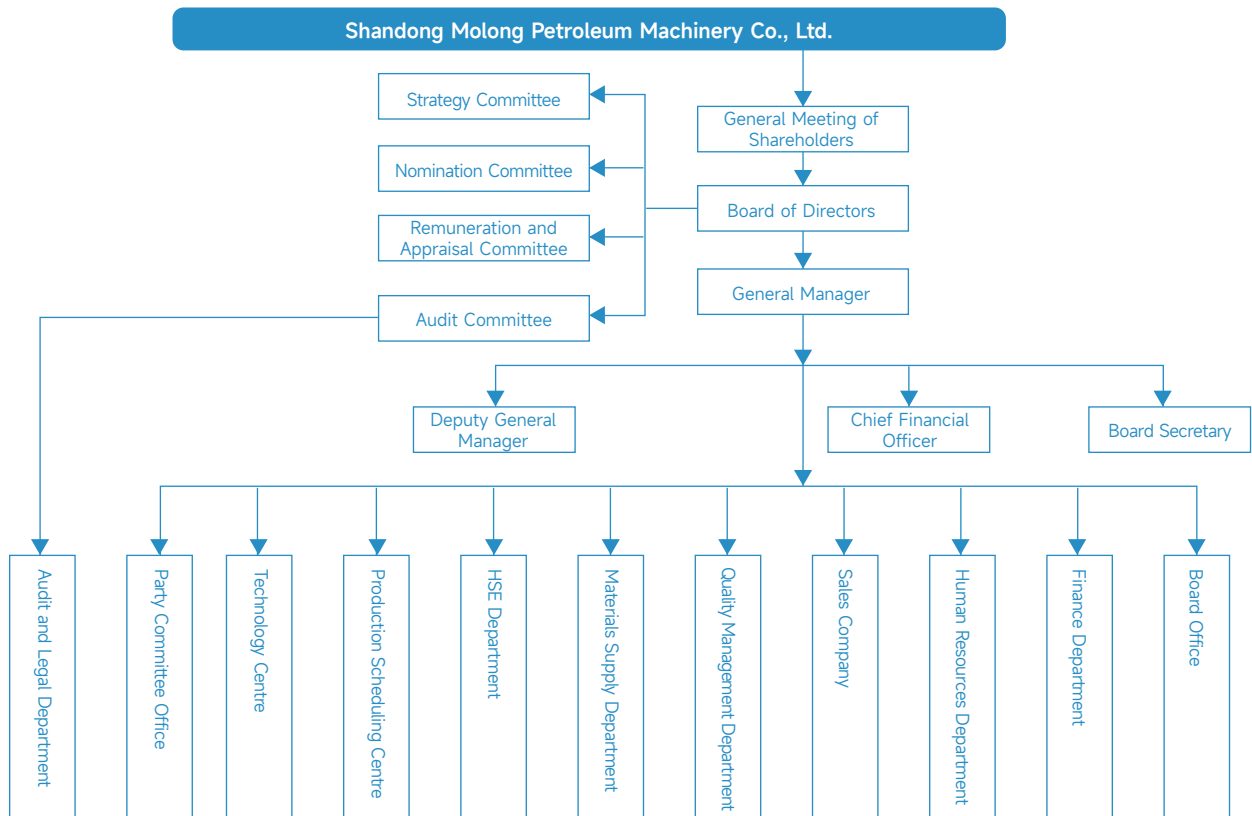 Shandong Molong Petroleum Machinery Co., Ltd.
Strategy Committee
General Meeting of
Shareholders
Nomination Committee
Board of Directors
Remuneration and
Appraisal Committee
General Manager
Audit Committee
Deputy General
Manager
Chief Financial
Officer
Board Secretary
Audit and Legal Department
Party Committee Office
Technology Centre
Production Scheduling Centre
HSE Department
Materials Supply Department
Quality Management Department
Sales Company
Human Resources Department
Finance Department
Board Office